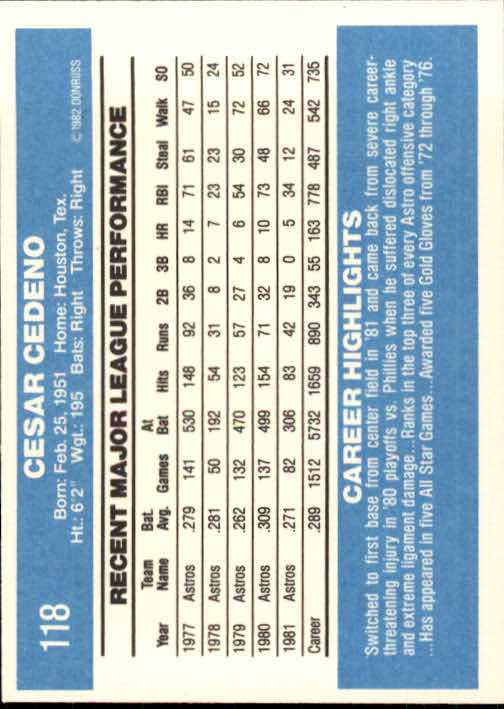 118
CESAR CEDENO
Born: Feb. 25, 1951 Home: Houston, Tex.
Ht.: 6'2" Wgt.: 195 Bats: Right Throws: Right ©1982 DONRUSS
RECENT MAJOR LEAGUE PERFORMANCE
Year Team Name Bat. Avg. Games At Bat Hits Runs 2B 3B HR RBI Steal Walk SO
1977 Astros .279 141 530 148 92 36 8 14 71 61 47 50
1978 Astros .281 50 192 54 31 8 2 7 23 23 15 24
1979 Astros .262 132 470 123 57 27 4 6 54 30 72 52
1980 Astros .309 137 499 154 71 32 8 10 73 48 66 72
1981 Astros .271 82 306 83 42 19 0 5 34 12 24 31
Career .289 1512 5732 1659 890 343 55 163 778 487 542 735
CAREER HIGHLIGHTS
Switched to first base from center field in '81 and came back from severe career-
threatening injury in '80 playoffs vs. Phillies when he suffered dislocated right ankle
and extreme ligament damage...Ranks in the top three of every Astro offensive category
...Has appeared in five All Star Games...Awarded five Gold Gloves from '72 through '76.